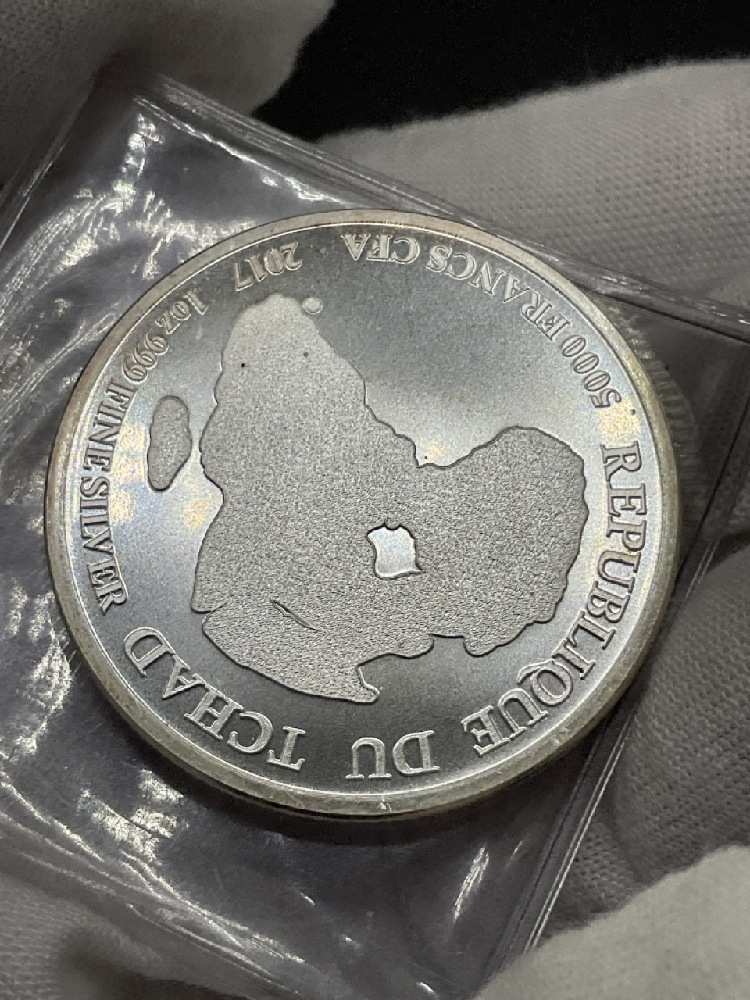 REPUBLIQUE DU TCHAD
5000 FRANCS CFA 2017 1OZ 999 FINE SILVER